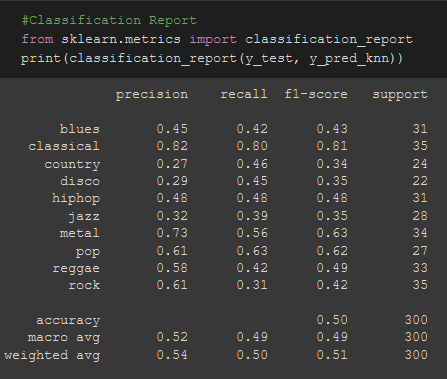 #Classification Report
from sklearn.metrics import classification_report
print(classification_report(y_test, y_pred_knn))
precision recall f1-score support
blues 0.45 0.42 0.43 31
classical 0.82 0.80 0.81 35
country 0.27 0.46 0.34 24
disco 0.29 0.45 0.35 22
hiphop 0.48 0.48 0.48 31
jazz 0.32 0.39 0.35 28
metal 0.73 0.56 0.63 34
pop 0.61 0.63 0.62 27
reggae 0.58 0.42 0.49 33
rock 0.61 0.31 0.42 35
accuracy 0.50 300
macro avg 0.52 0.49 0.49 300
weighted avg 0.54 0.50 0.51 300